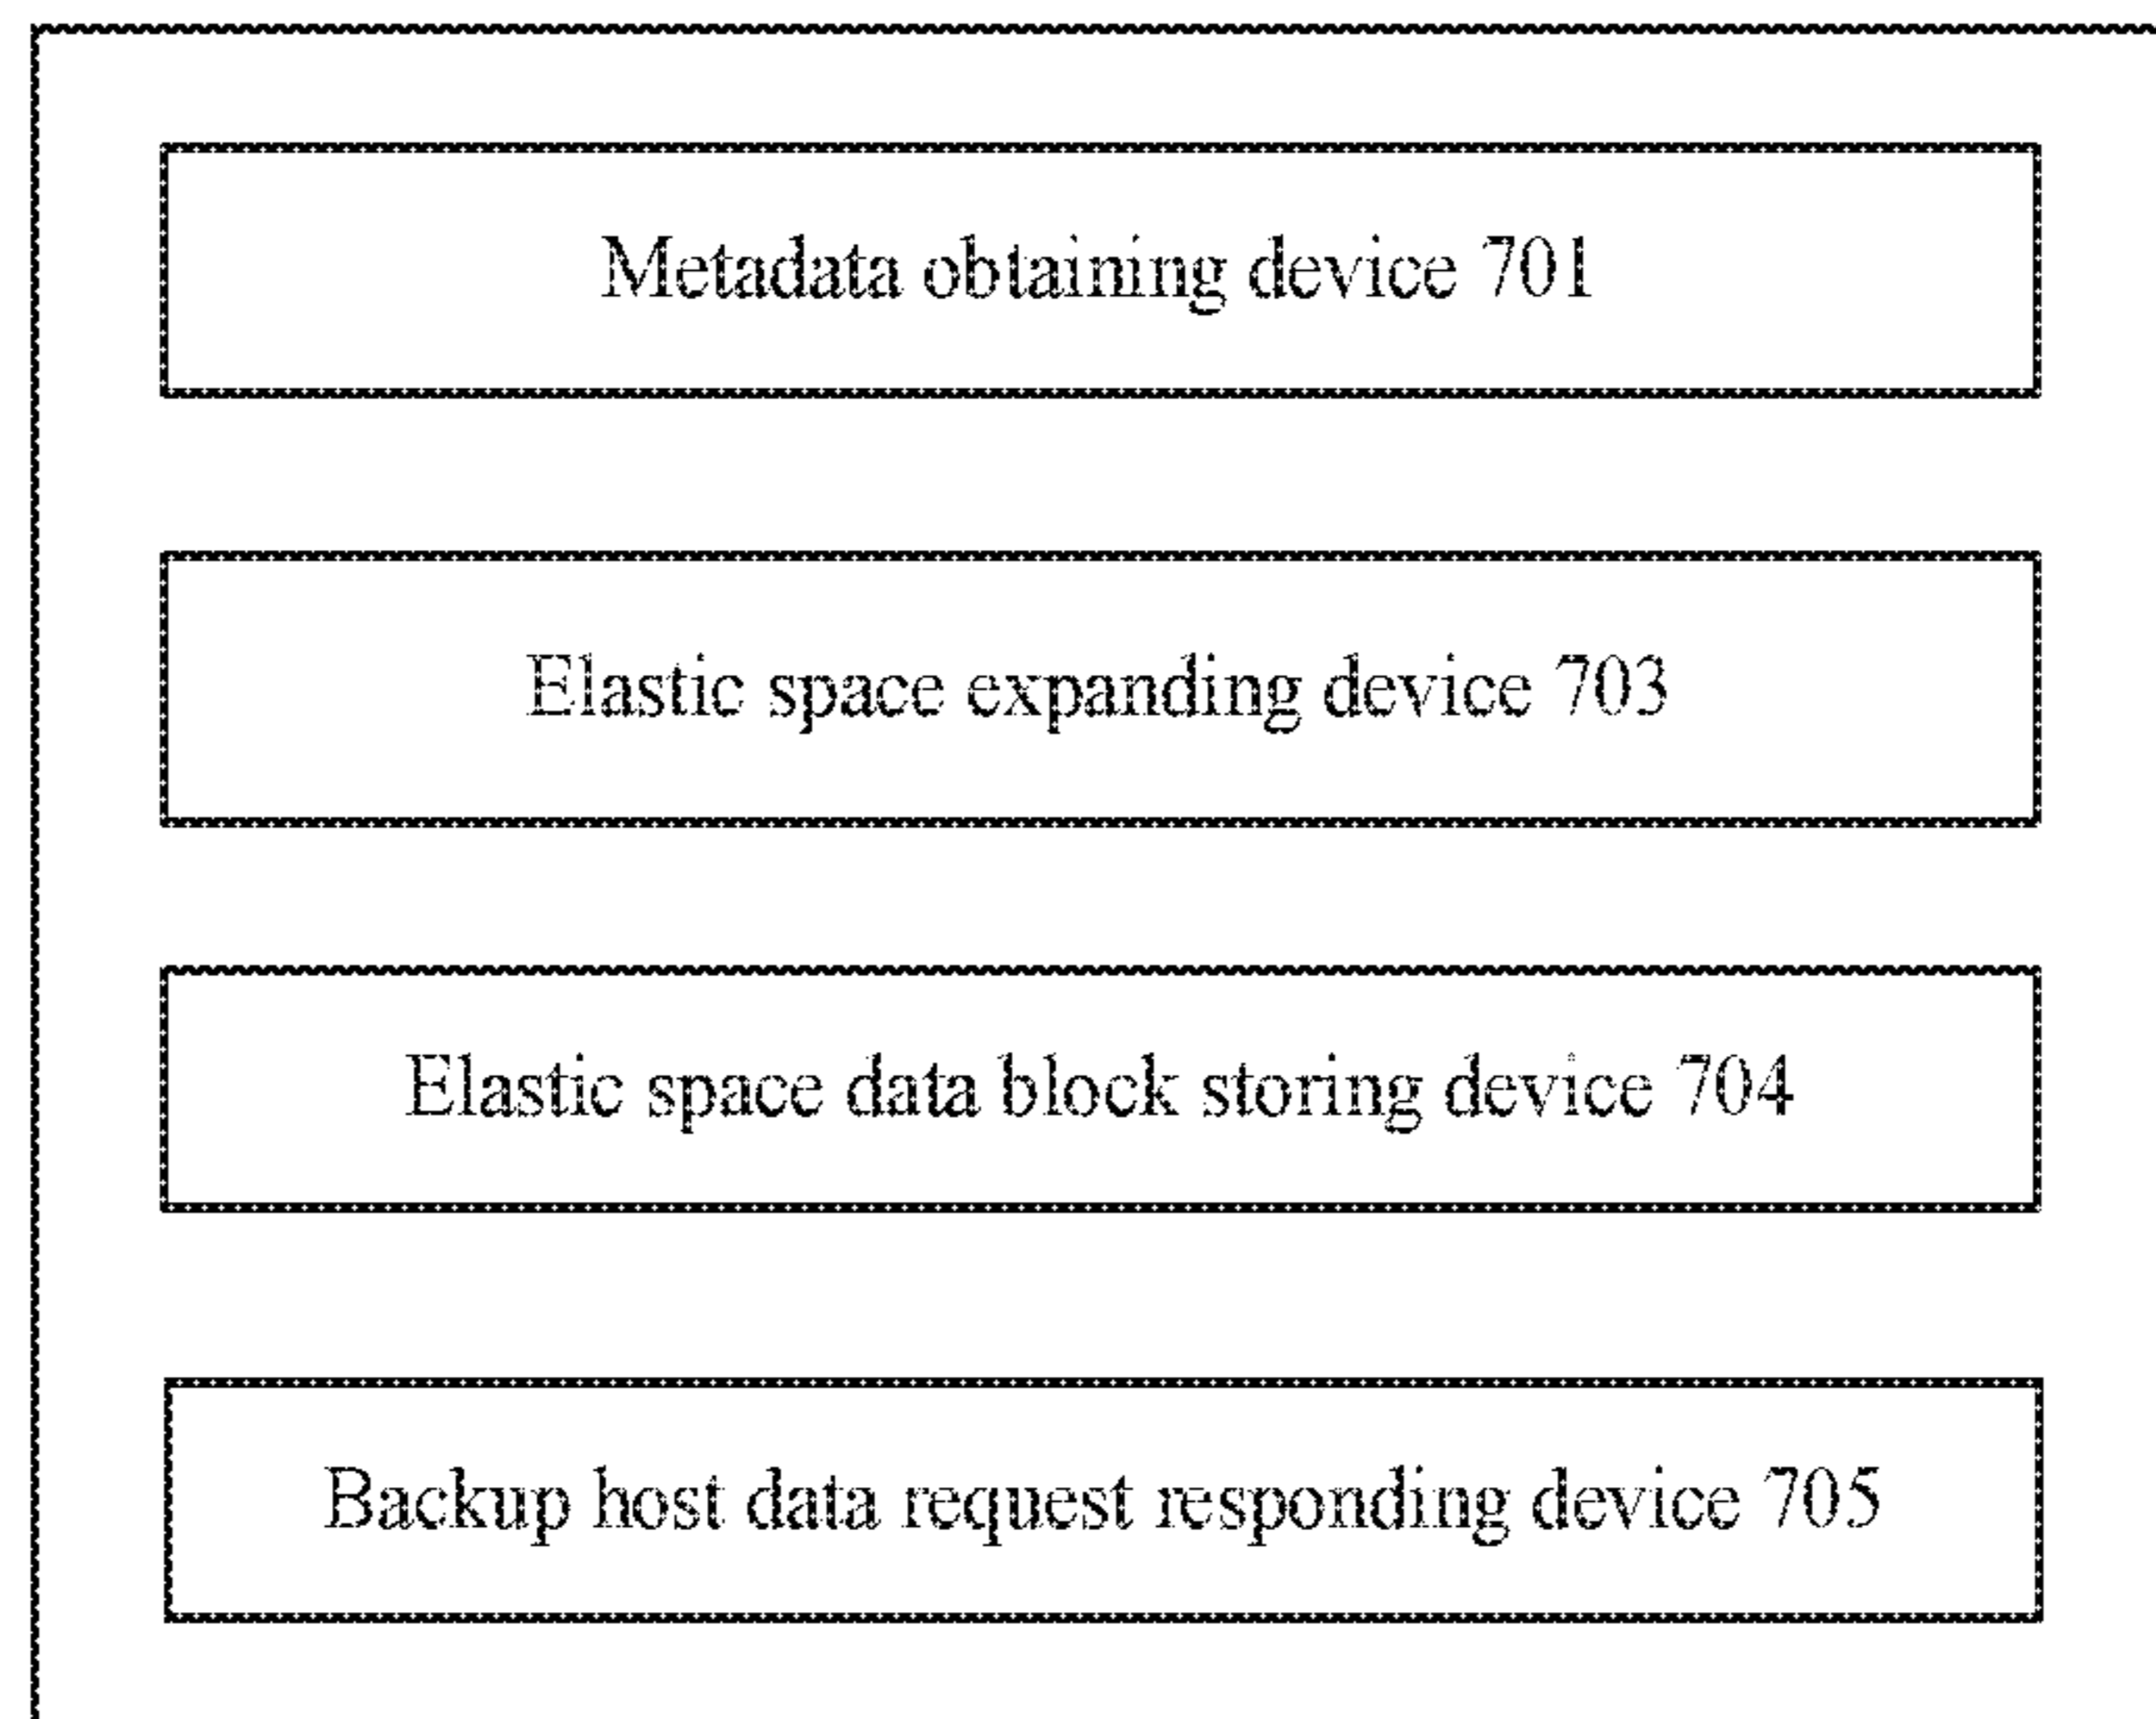 Metadata obtaining device 701
Elastic space expanding device 703
Elastic space data block storing device 704
Backup host data request responding device 705